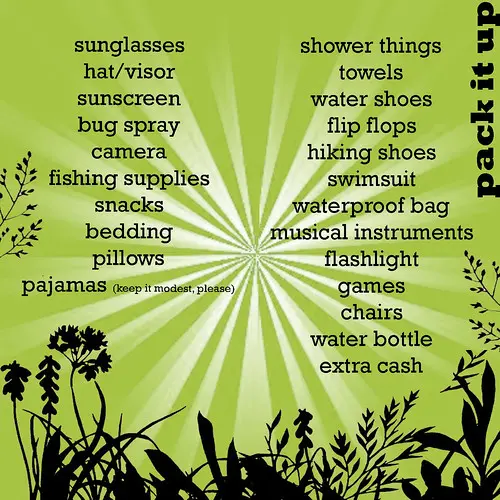 pack it up
sunglasses
hat/visor
sunscreen
bug spray
camera
fishing supplies
snacks
bedding
pillows
pajamas (keep it modest, please)
shower things
towels
water shoes
flip flops
hiking shoes
swimsuit
waterproof bag
musical instruments
flashlight
games
chairs
water bottle
extra cash